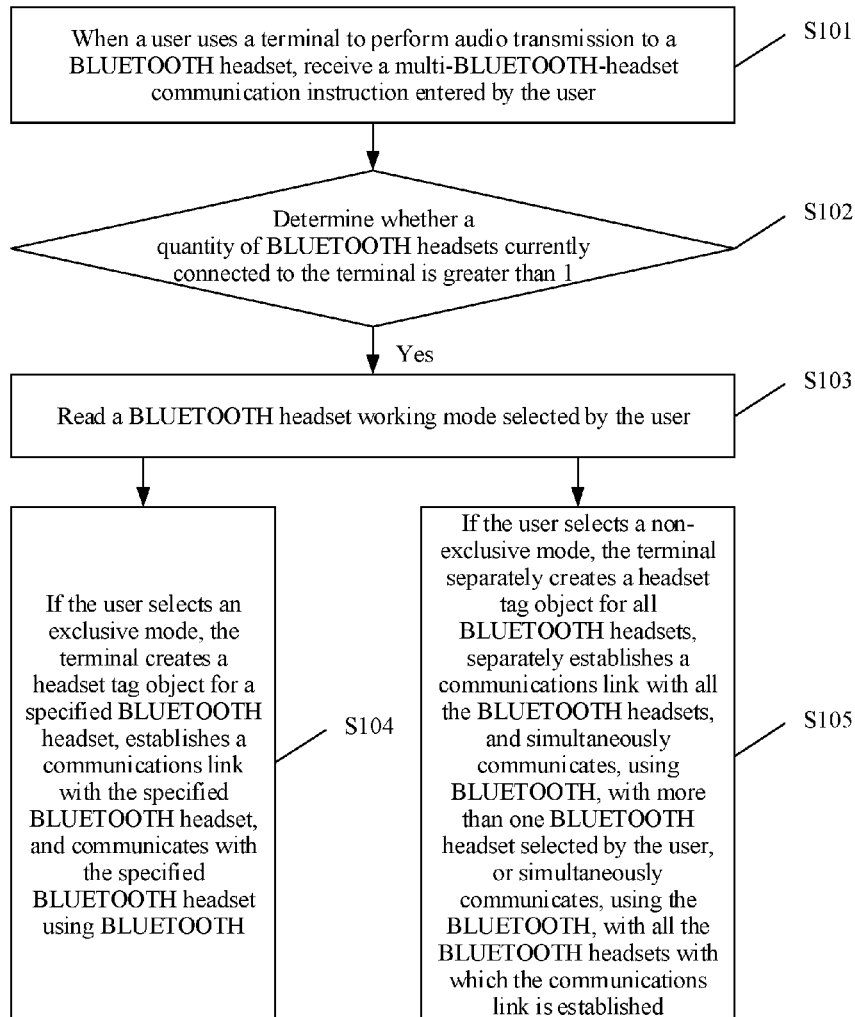 When a user uses a terminal to perform audio transmission to a
BLUETOOTH headset, receive a multi-BLUETOOTH-headset
communication instruction entered by the user
S101
Determine whether a
quantity of BLUETOOTH headsets currently
connected to the terminal is greater than 1
S102
Yes
Read a BLUETOOTH headset working mode selected by the user
S103
If the user selects an
exclusive mode, the
terminal creates a
headset tag object for a
specified BLUETOOTH
headset, establishes a
communications link
with the specified
BLUETOOTH headset,
and communicates with
the specified
BLUETOOTH headset
using BLUETOOTH
S104
If the user selects a non-
exclusive mode, the terminal
separately creates a headset
tag object for all
BLUETOOTH headsets,
separately establishes a
communications link with all
the BLUETOOTH headsets,
and simultaneously
communicates, using
BLUETOOTH, with more
than one BLUETOOTH
headset selected by the user,
or simultaneously
communicates, using the
BLUETOOTH, with all the
BLUETOOTH headsets with
which the communications
link is established
S105